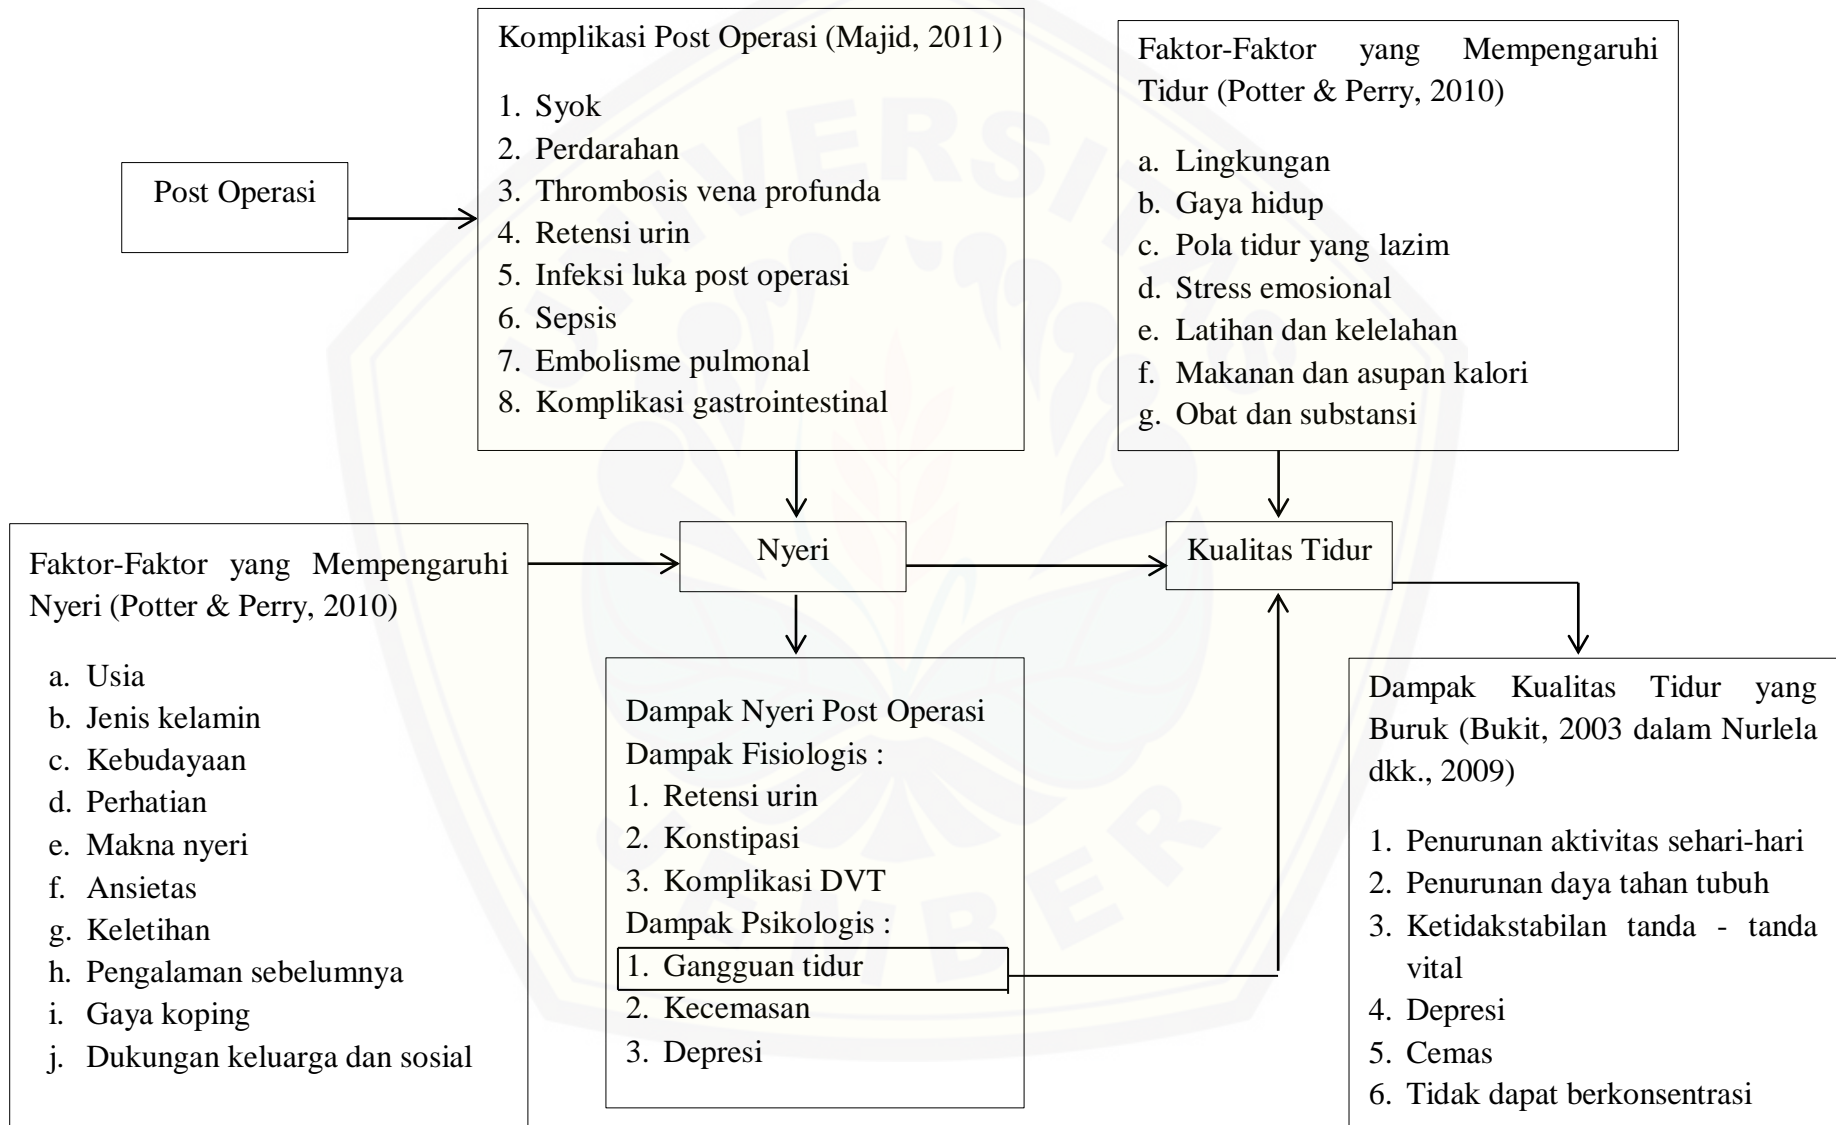 Komplikasi Post Operasi (Majid, 2011)
1. Syok
2. Perdarahan
3. Thrombosis vena profunda
4. Retensi urin
5. Infeksi luka post operasi
6. Sepsis
7. Embolisme pulmonal
8. Komplikasi gastrointestinal
Faktor-Faktor yang Mempengaruhi
Tidur (Potter & Perry, 2010)
a. Lingkungan
b. Gaya hidup
c. Pola tidur yang lazim
d. Stress emosional
e. Latihan dan kelelahan
f. Makanan dan asupan kalori
g. Obat dan substansi
Post Operasi
Faktor-Faktor yang Mempengaruhi
Nyeri (Potter & Perry, 2010)
a. Usia
b. Jenis kelamin
c. Kebudayaan
d. Perhatian
e. Makna nyeri
f. Ansietas
g. Keletihan
h. Pengalaman sebelumnya
i. Gaya koping
j. Dukungan keluarga dan sosial
Nyeri
Kualitas Tidur
Dampak Nyeri Post Operasi
Dampak Fisiologis :
1. Retensi urin
2. Konstipasi
3. Komplikasi DVT
Dampak Psikologis :
1. Gangguan tidur
2. Kecemasan
3. Depresi
Dampak Kualitas Tidur yang
Buruk (Bukit, 2003 dalam Nurlela
dkk., 2009)
1. Penurunan aktivitas sehari-hari
2. Penurunan daya tahan tubuh
3. Ketidakstabilan tanda - tanda
vital
4. Depresi
5. Cemas
6. Tidak dapat berkonsentrasi
UNIVERSITAS
JEMBER